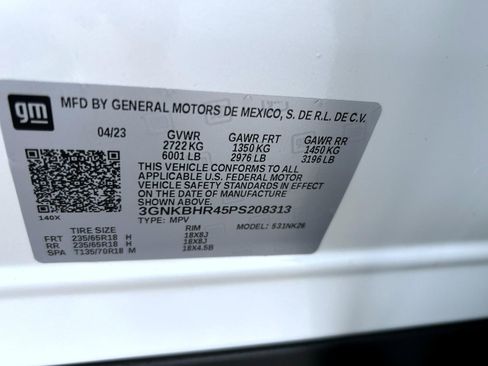 gm
MFD BY GENERAL MOTORS DE MEXICO, S. DE R.L. DE C.V.
04/23 GVWR GAWR FRT GAWR RR
2722 KG 1350 KG 1450 KG
6001 LB 2976 LB 3196 LB
THIS VEHICLE CONFORMS TO ALL
APPLICABLE U.S. FEDERAL MOTOR
VEHICLE SAFETY STANDARDS IN EFFECT
ON THE DATE OF MANUFACTURE
SHOWN ABOVE.
3GNKBHR45PS208313
140X TYPE: MPV MODEL: 531NK26
TIRE SIZE RIM
FRT 235/65R18 H 18X8J
RR 235/65R18 H 18X8J
SPA T135/70R18 M 18X4.5B